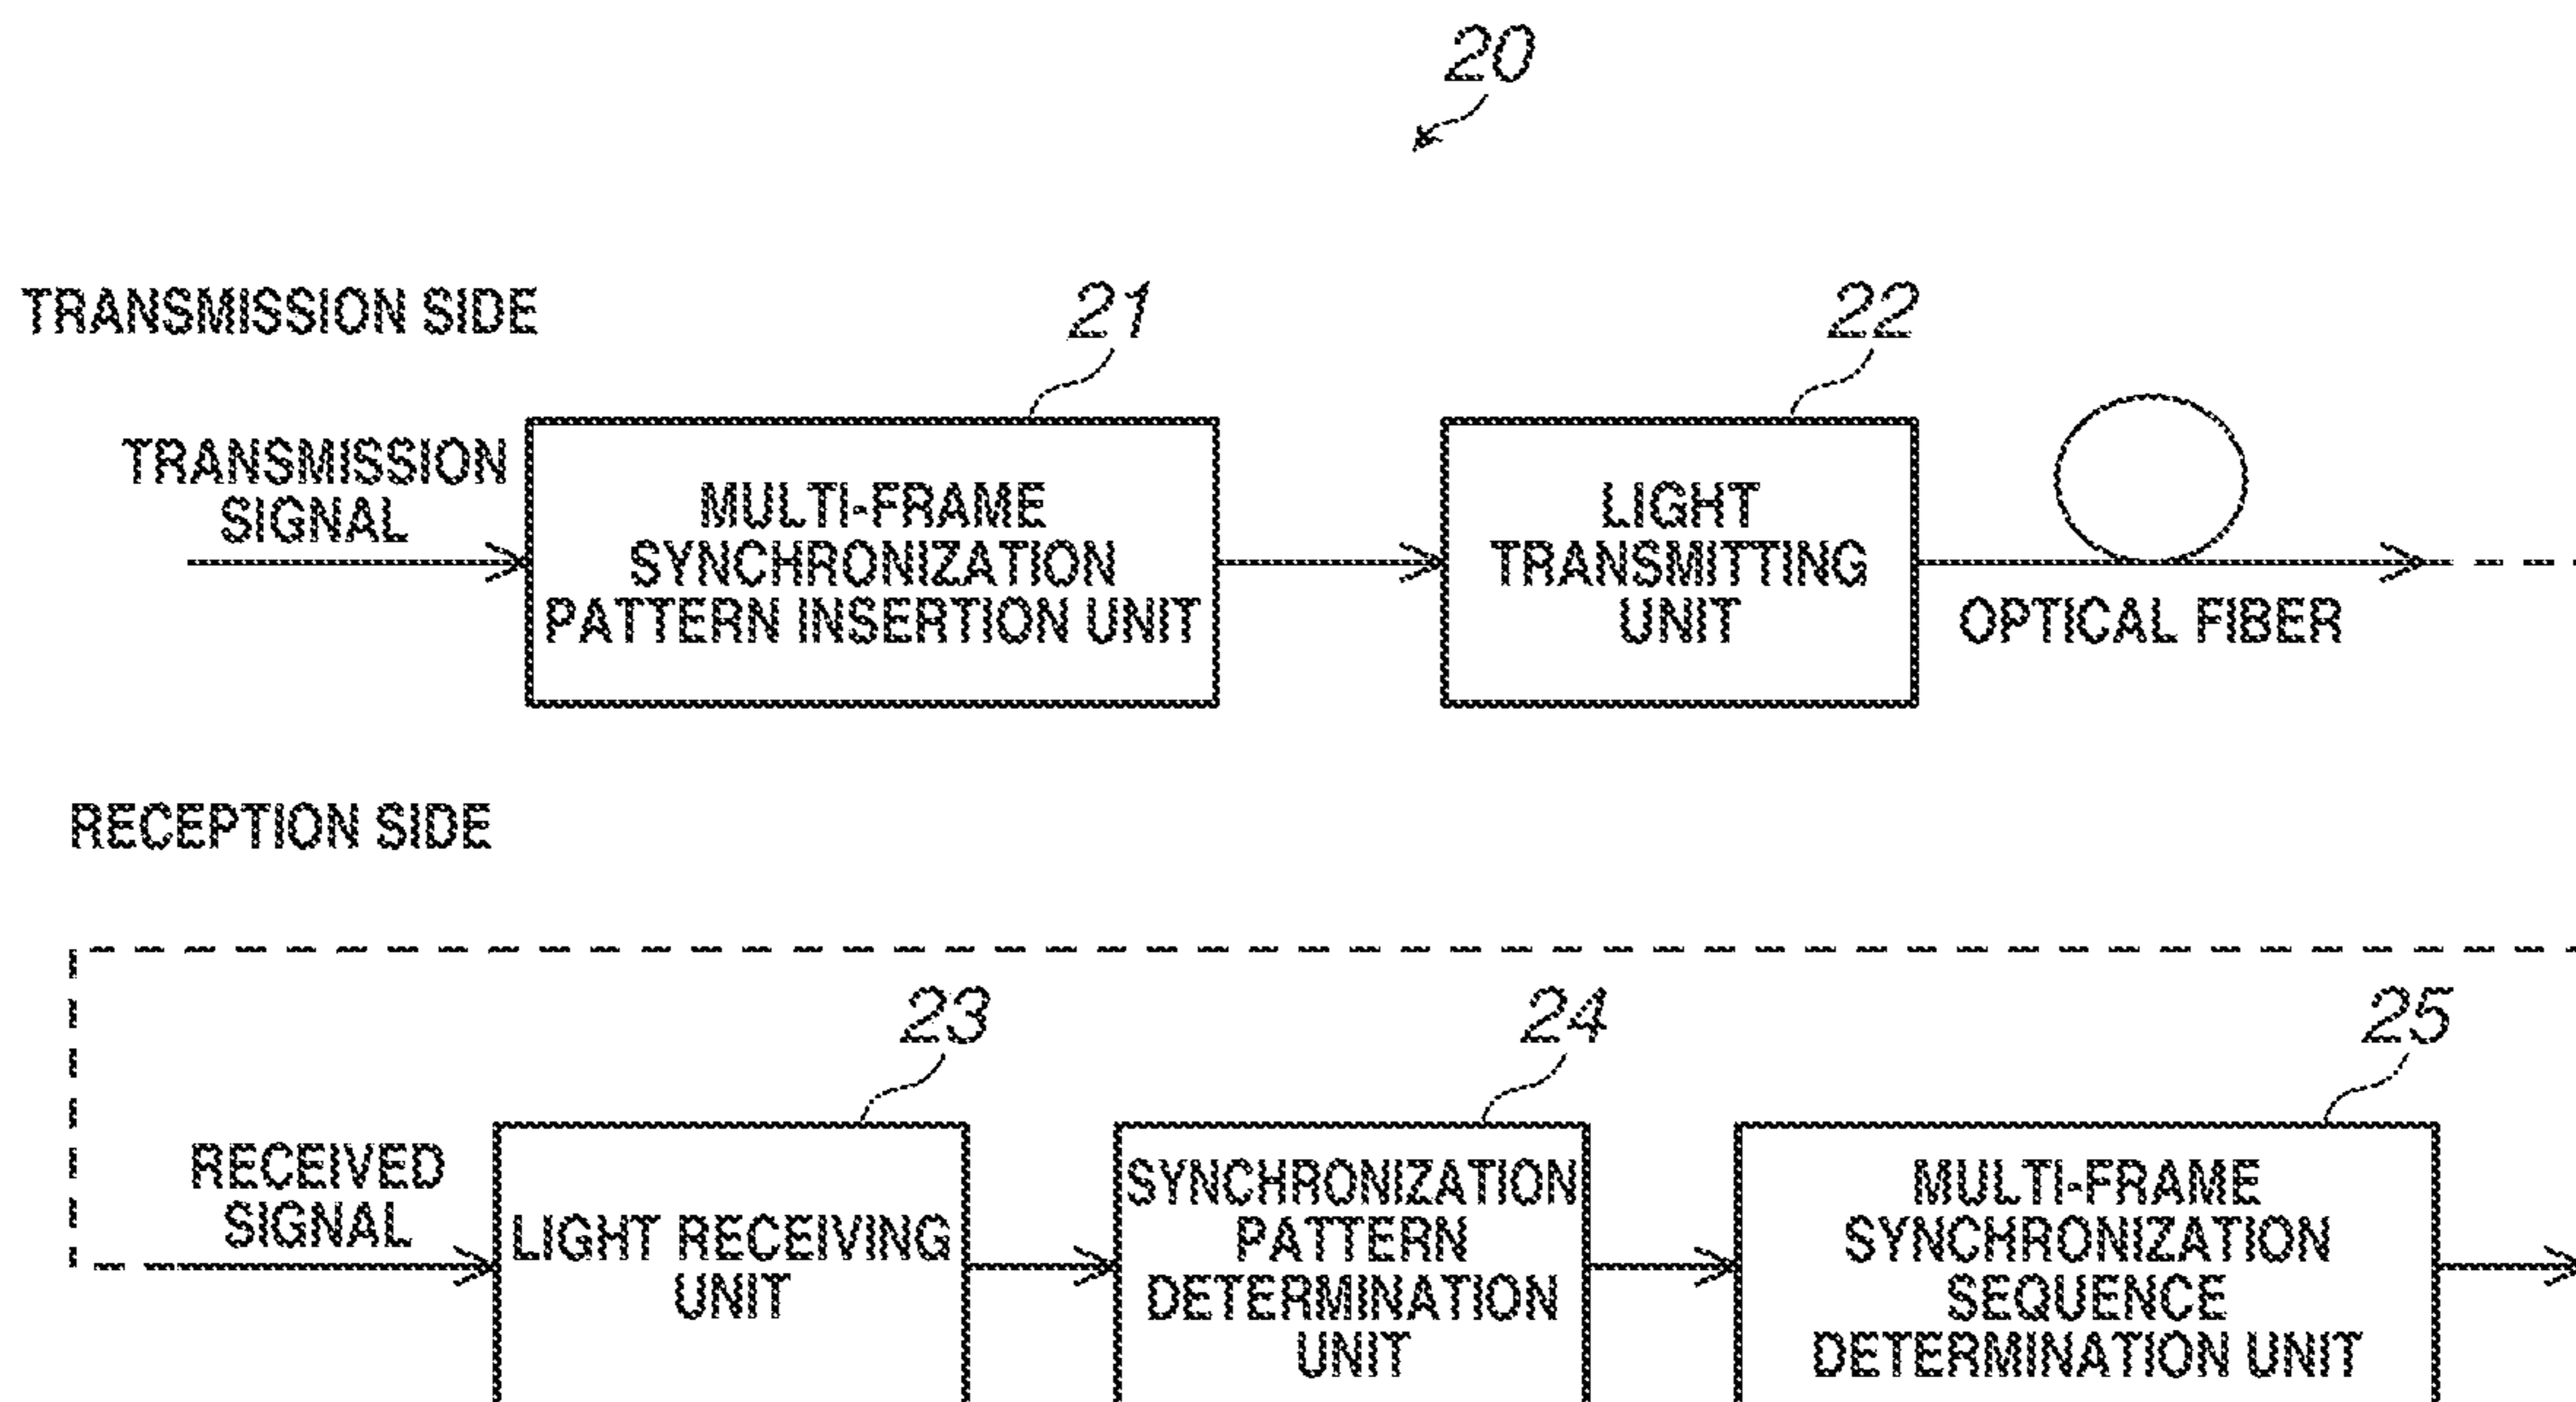 20
TRANSMISSION SIDE
21
22
TRANSMISSION
SIGNAL
MULTI-FRAME
SYNCHRONIZATION
PATTERN INSERTION UNIT
LIGHT
TRANSMITTING
UNIT
OPTICAL FIBER
RECEPTION SIDE
23
24
25
RECEIVED
SIGNAL
LIGHT RECEIVING
UNIT
SYNCHRONIZATION
PATTERN
DETERMINATION
UNIT
MULTI-FRAME
SYNCHRONIZATION
SEQUENCE
DETERMINATION UNIT